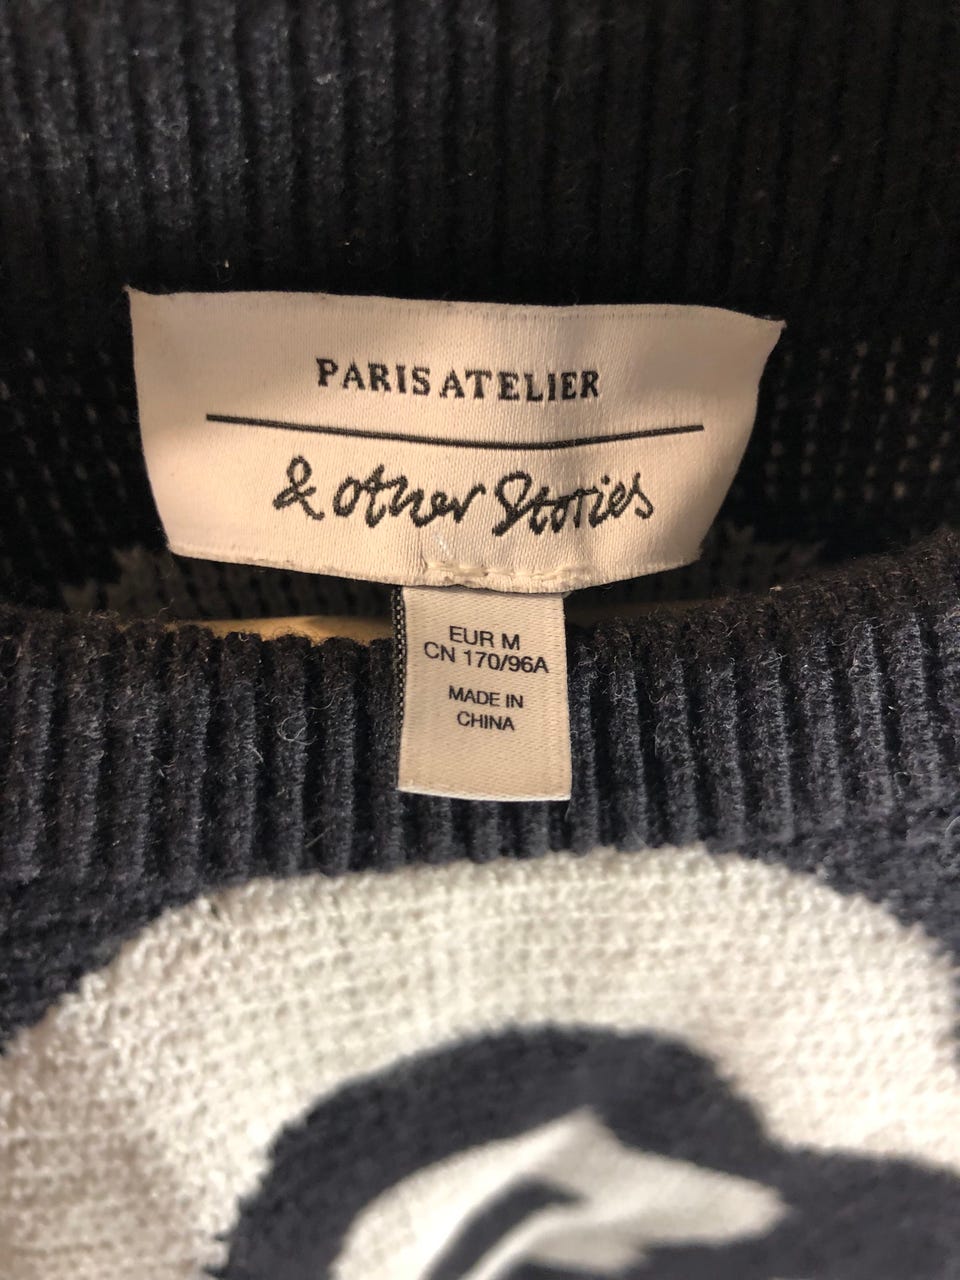 PARIS ATELIER
& other Stories
EUR M
CN 170/96A
MADE IN
CHINA